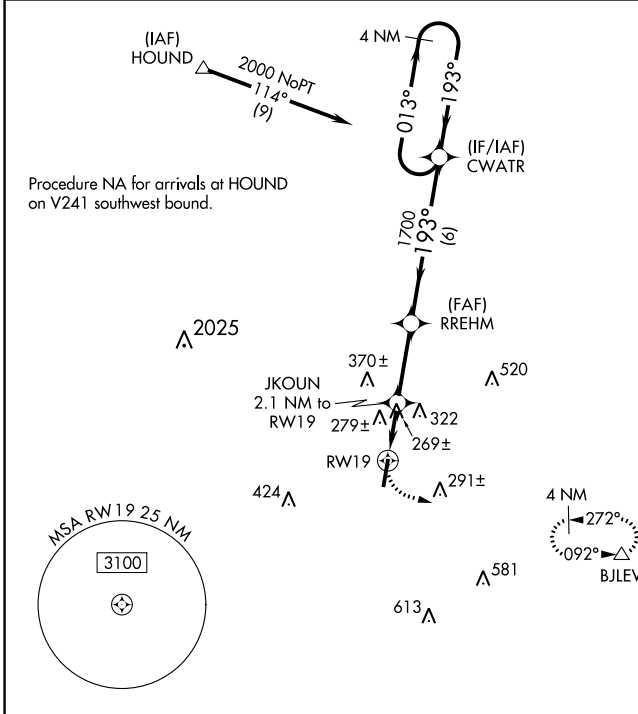 (IAF)
HOUND
2000 NoPT
114°
(9)
4 NM
013°
193°
(IF/IAF)
CWATR
Procedure NA for arrivals at HOUND
on V241 southwest bound.
1700
193°
(6)
(FAF)
RREHM
2025
370±
520
JKOUN
2.1 NM to
RW19
279±
322
269±
RW19
291±
424
4 NM
272°
092°
BJLEV
MSA RW19 25 NM
3100
581
613